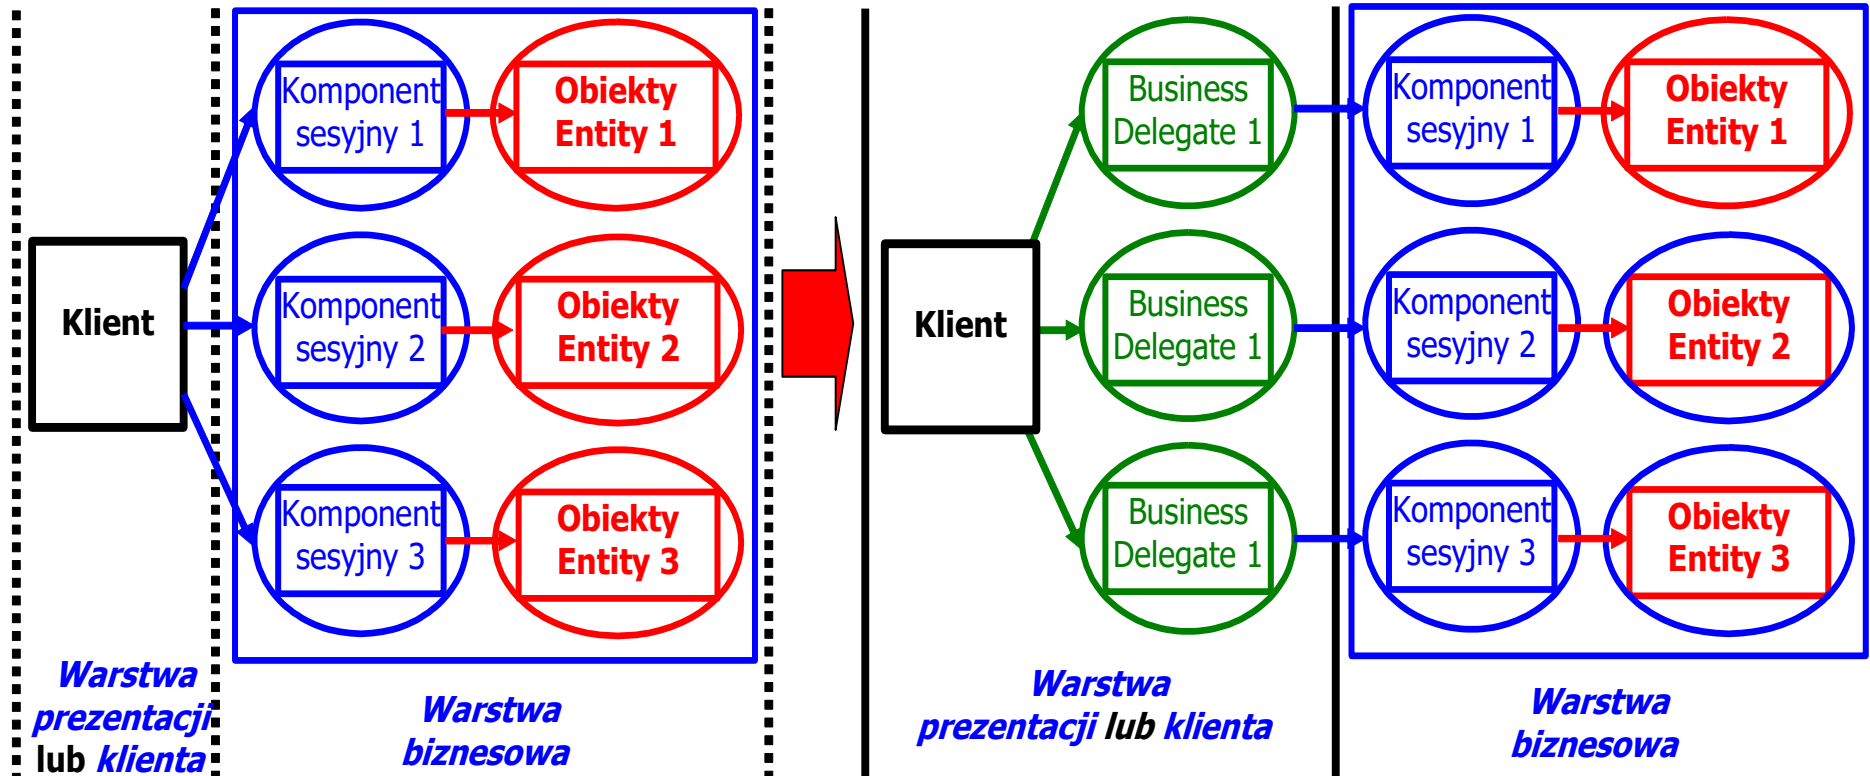 Klient
Komponent
sesyjny 1
Obiekty
Entity 1
Komponent
sesyjny 2
Obiekty
Entity 2
Komponent
sesyjny 3
Obiekty
Entity 3
Warstwa
prezentacji
lub klienta
Warstwa
biznesowa
Klient
Business
Delegate 1
Komponent
sesyjny 1
Obiekty
Entity 1
Business
Delegate 1
Komponent
sesyjny 2
Obiekty
Entity 2
Business
Delegate 1
Komponent
sesyjny 3
Obiekty
Entity 3
Warstwa
prezentacji lub klienta
Warstwa
biznesowa